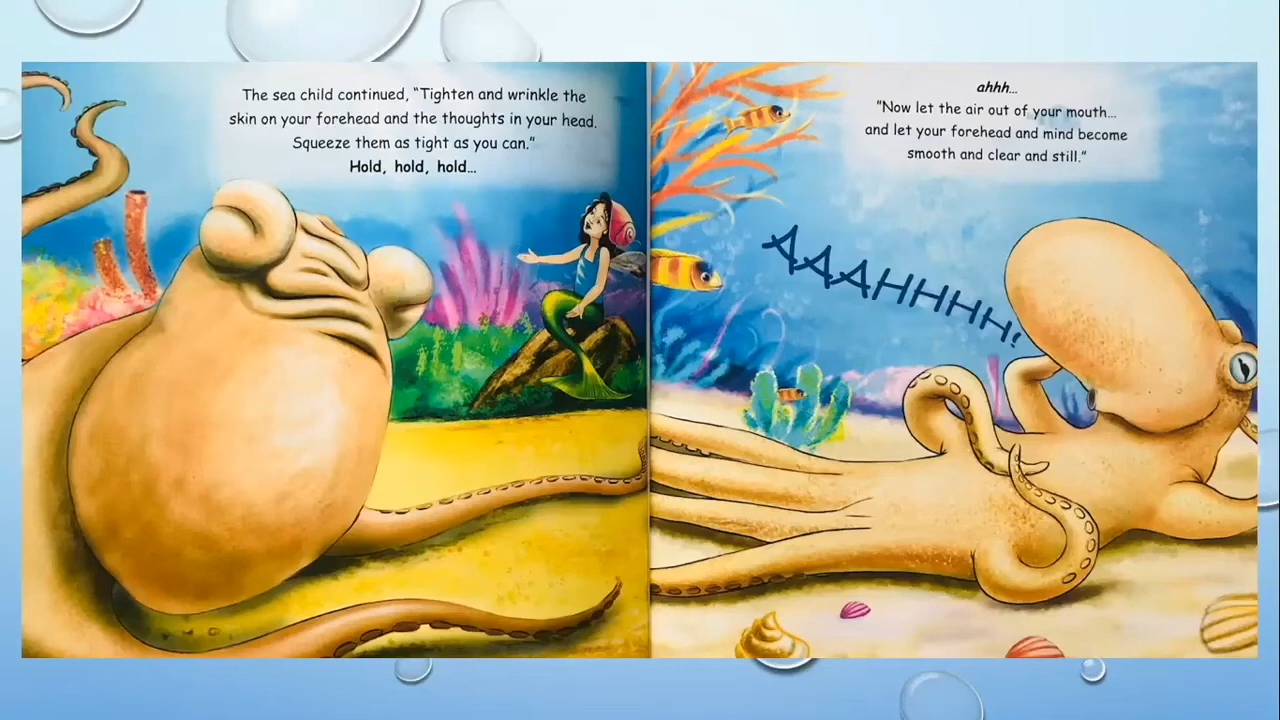 The sea child continued, “Tighten and wrinkle the
skin on your forehead and the thoughts in your head.
Squeeze them as tight as you can.”
Hold, hold, hold...
ahhh...
"Now let the air out of your mouth...
and let your forehead and mind become
smooth and clear and still."
AAAHHHH!